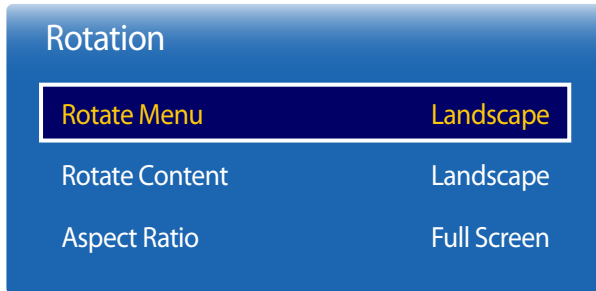 Rotation
Rotate Menu Landscape
Rotate Content Landscape
Aspect Ratio Full Screen